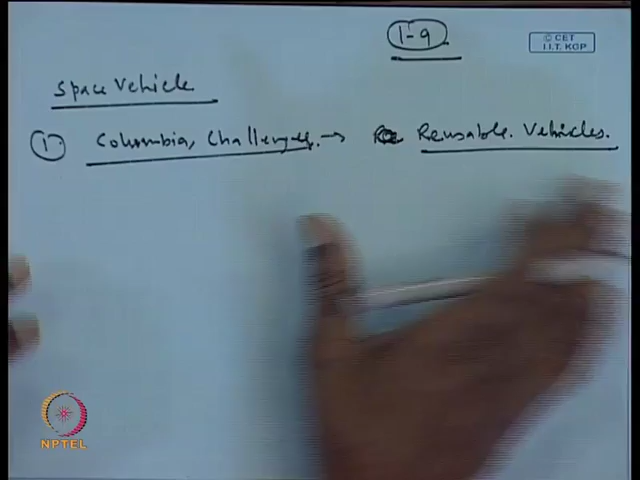 1-9
© CET
I.I.T. KGP
Space Vehicle
① Columbia, Challenger. → Reusable. Vehicles.
NPTEL